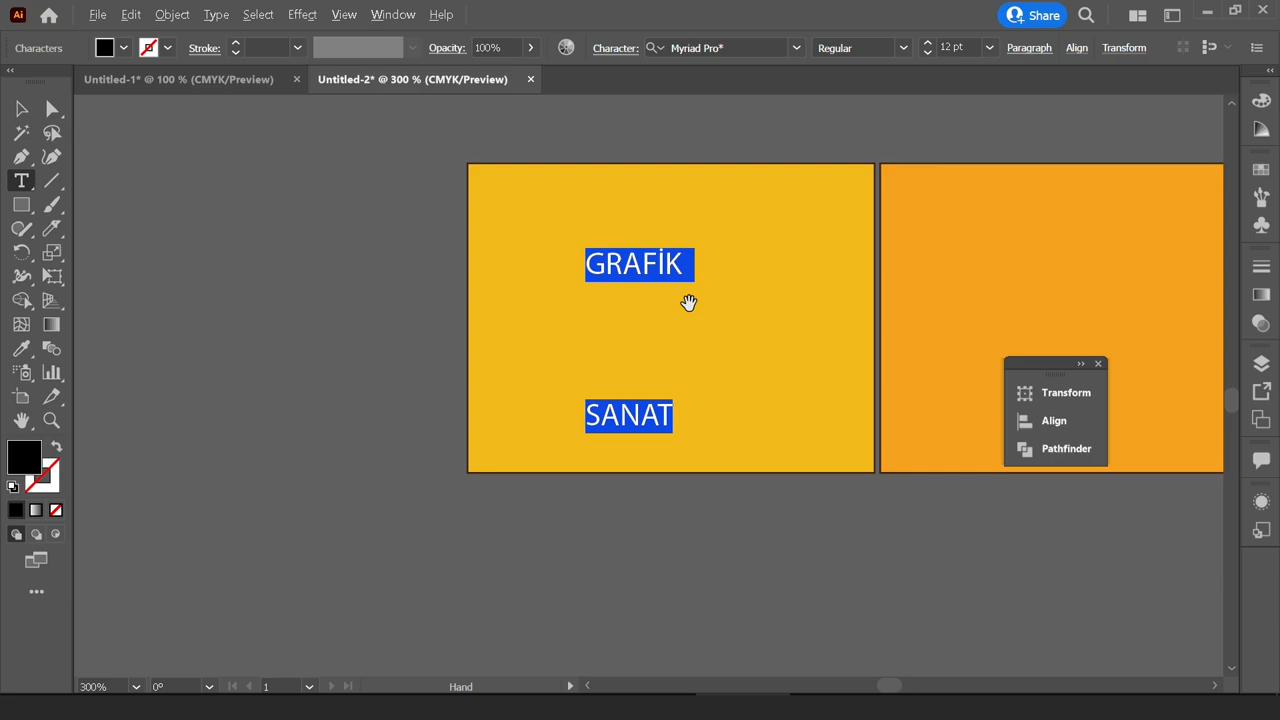 Ai File Edit Object Type Select Effect View Window Help Share
Characters Stroke: Opacity: 100% Character: Myriad Pro* Regular 12 pt Paragraph Align Transform
Untitled-1* @ 100 % (CMYK/Preview) Untitled-2* @ 300 % (CMYK/Preview)
GRAFİK
SANAT
Transform
Align
Pathfinder
300% 0° 1 Hand